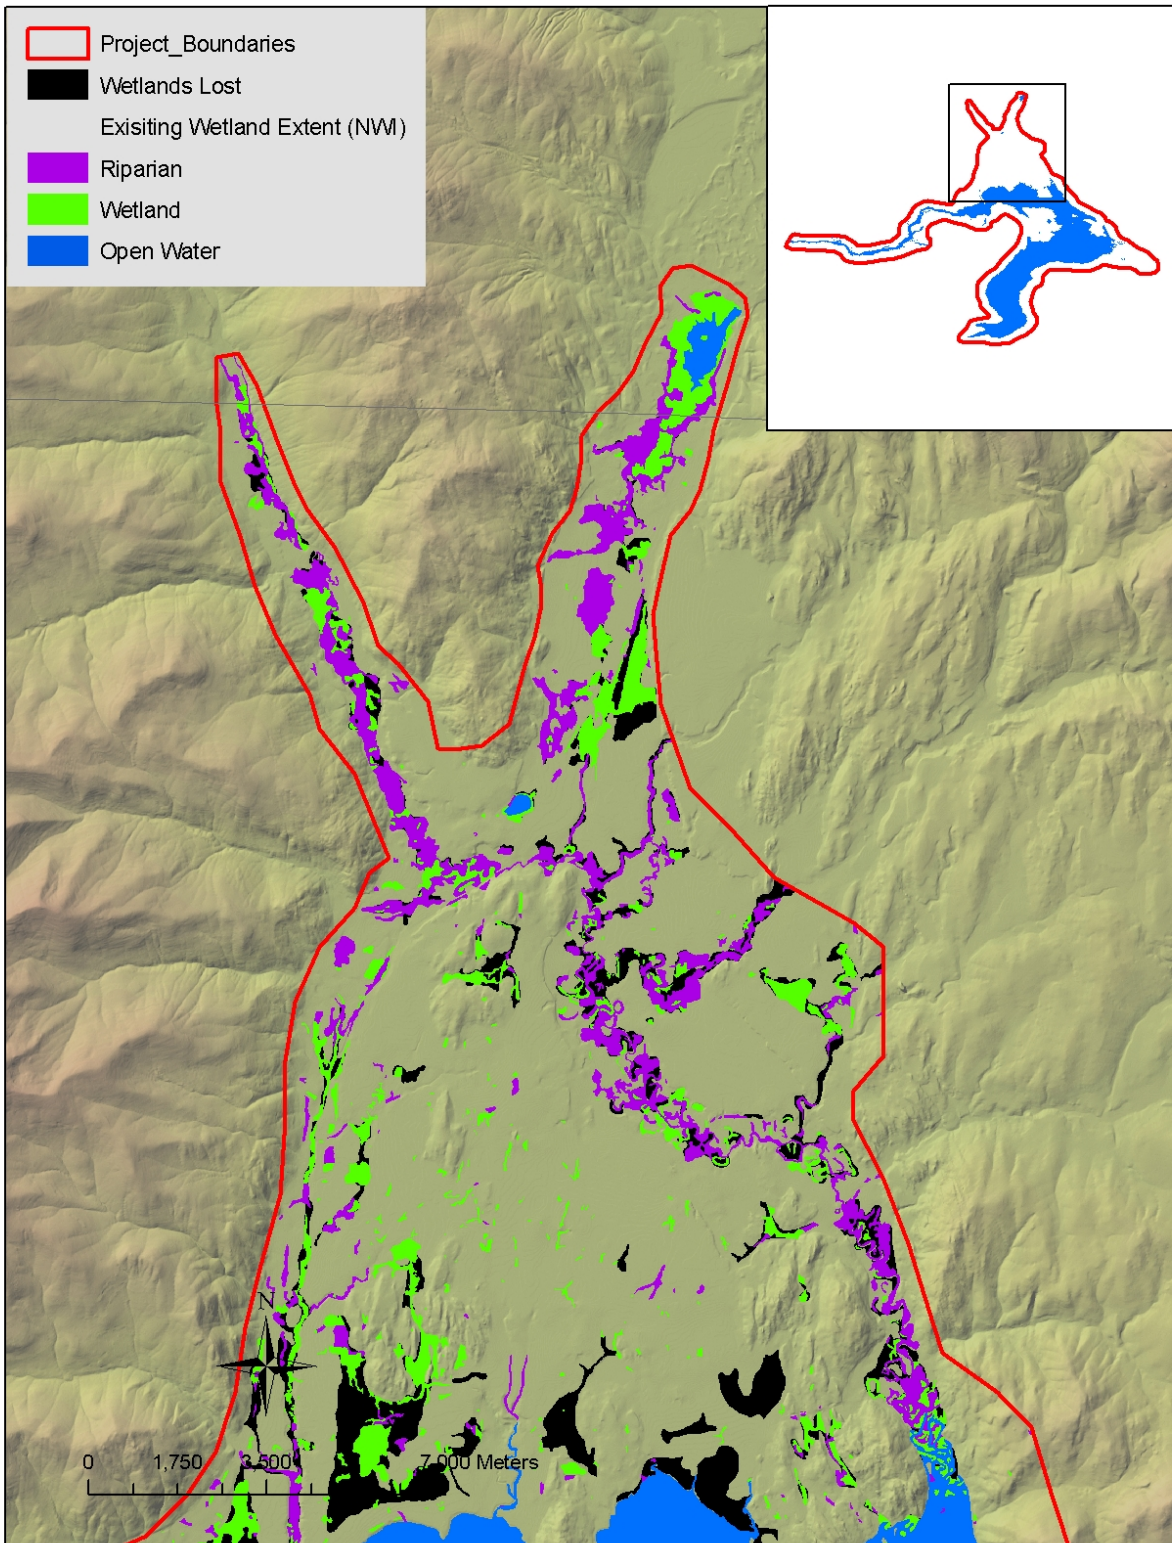 Project_Boundaries
Wetlands Lost
Exisiting Wetland Extent (NWI)
Riparian
Wetland
Open Water
N
0 1,750 3,500 7,000 Meters